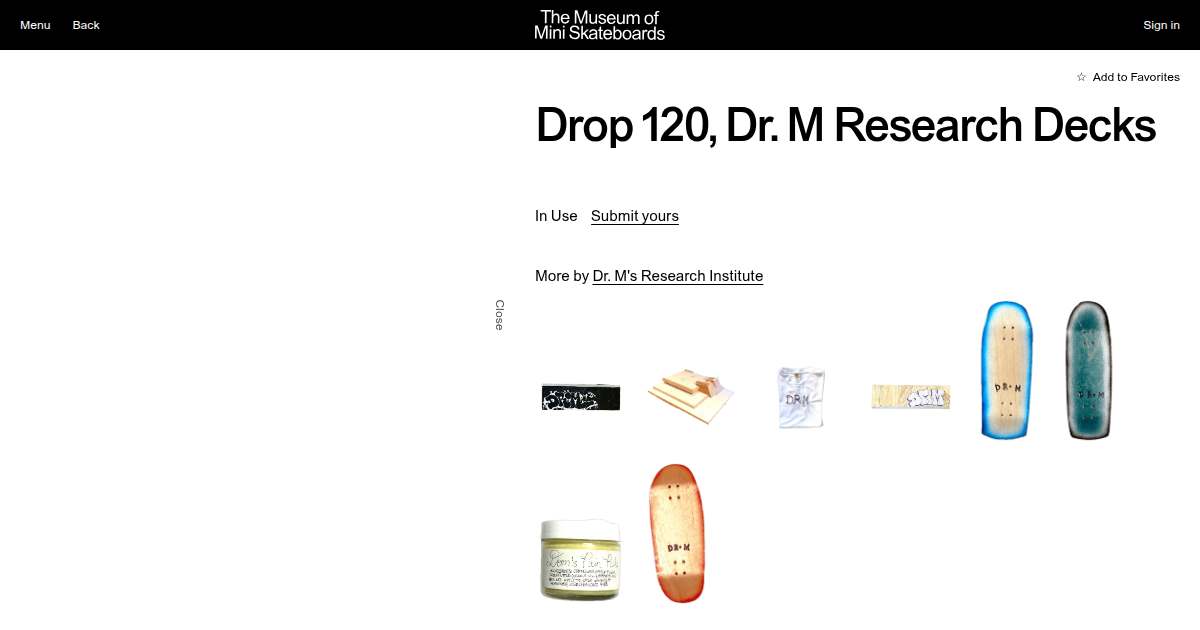 Menu Back
The Museum of
Mini Skateboards
Sign in
☆ Add to Favorites
Drop 120, Dr. M Research Decks
In Use Submit yours
More by Dr. M's Research Institute
Close
DR M
DR•M
DR•M
DR•M